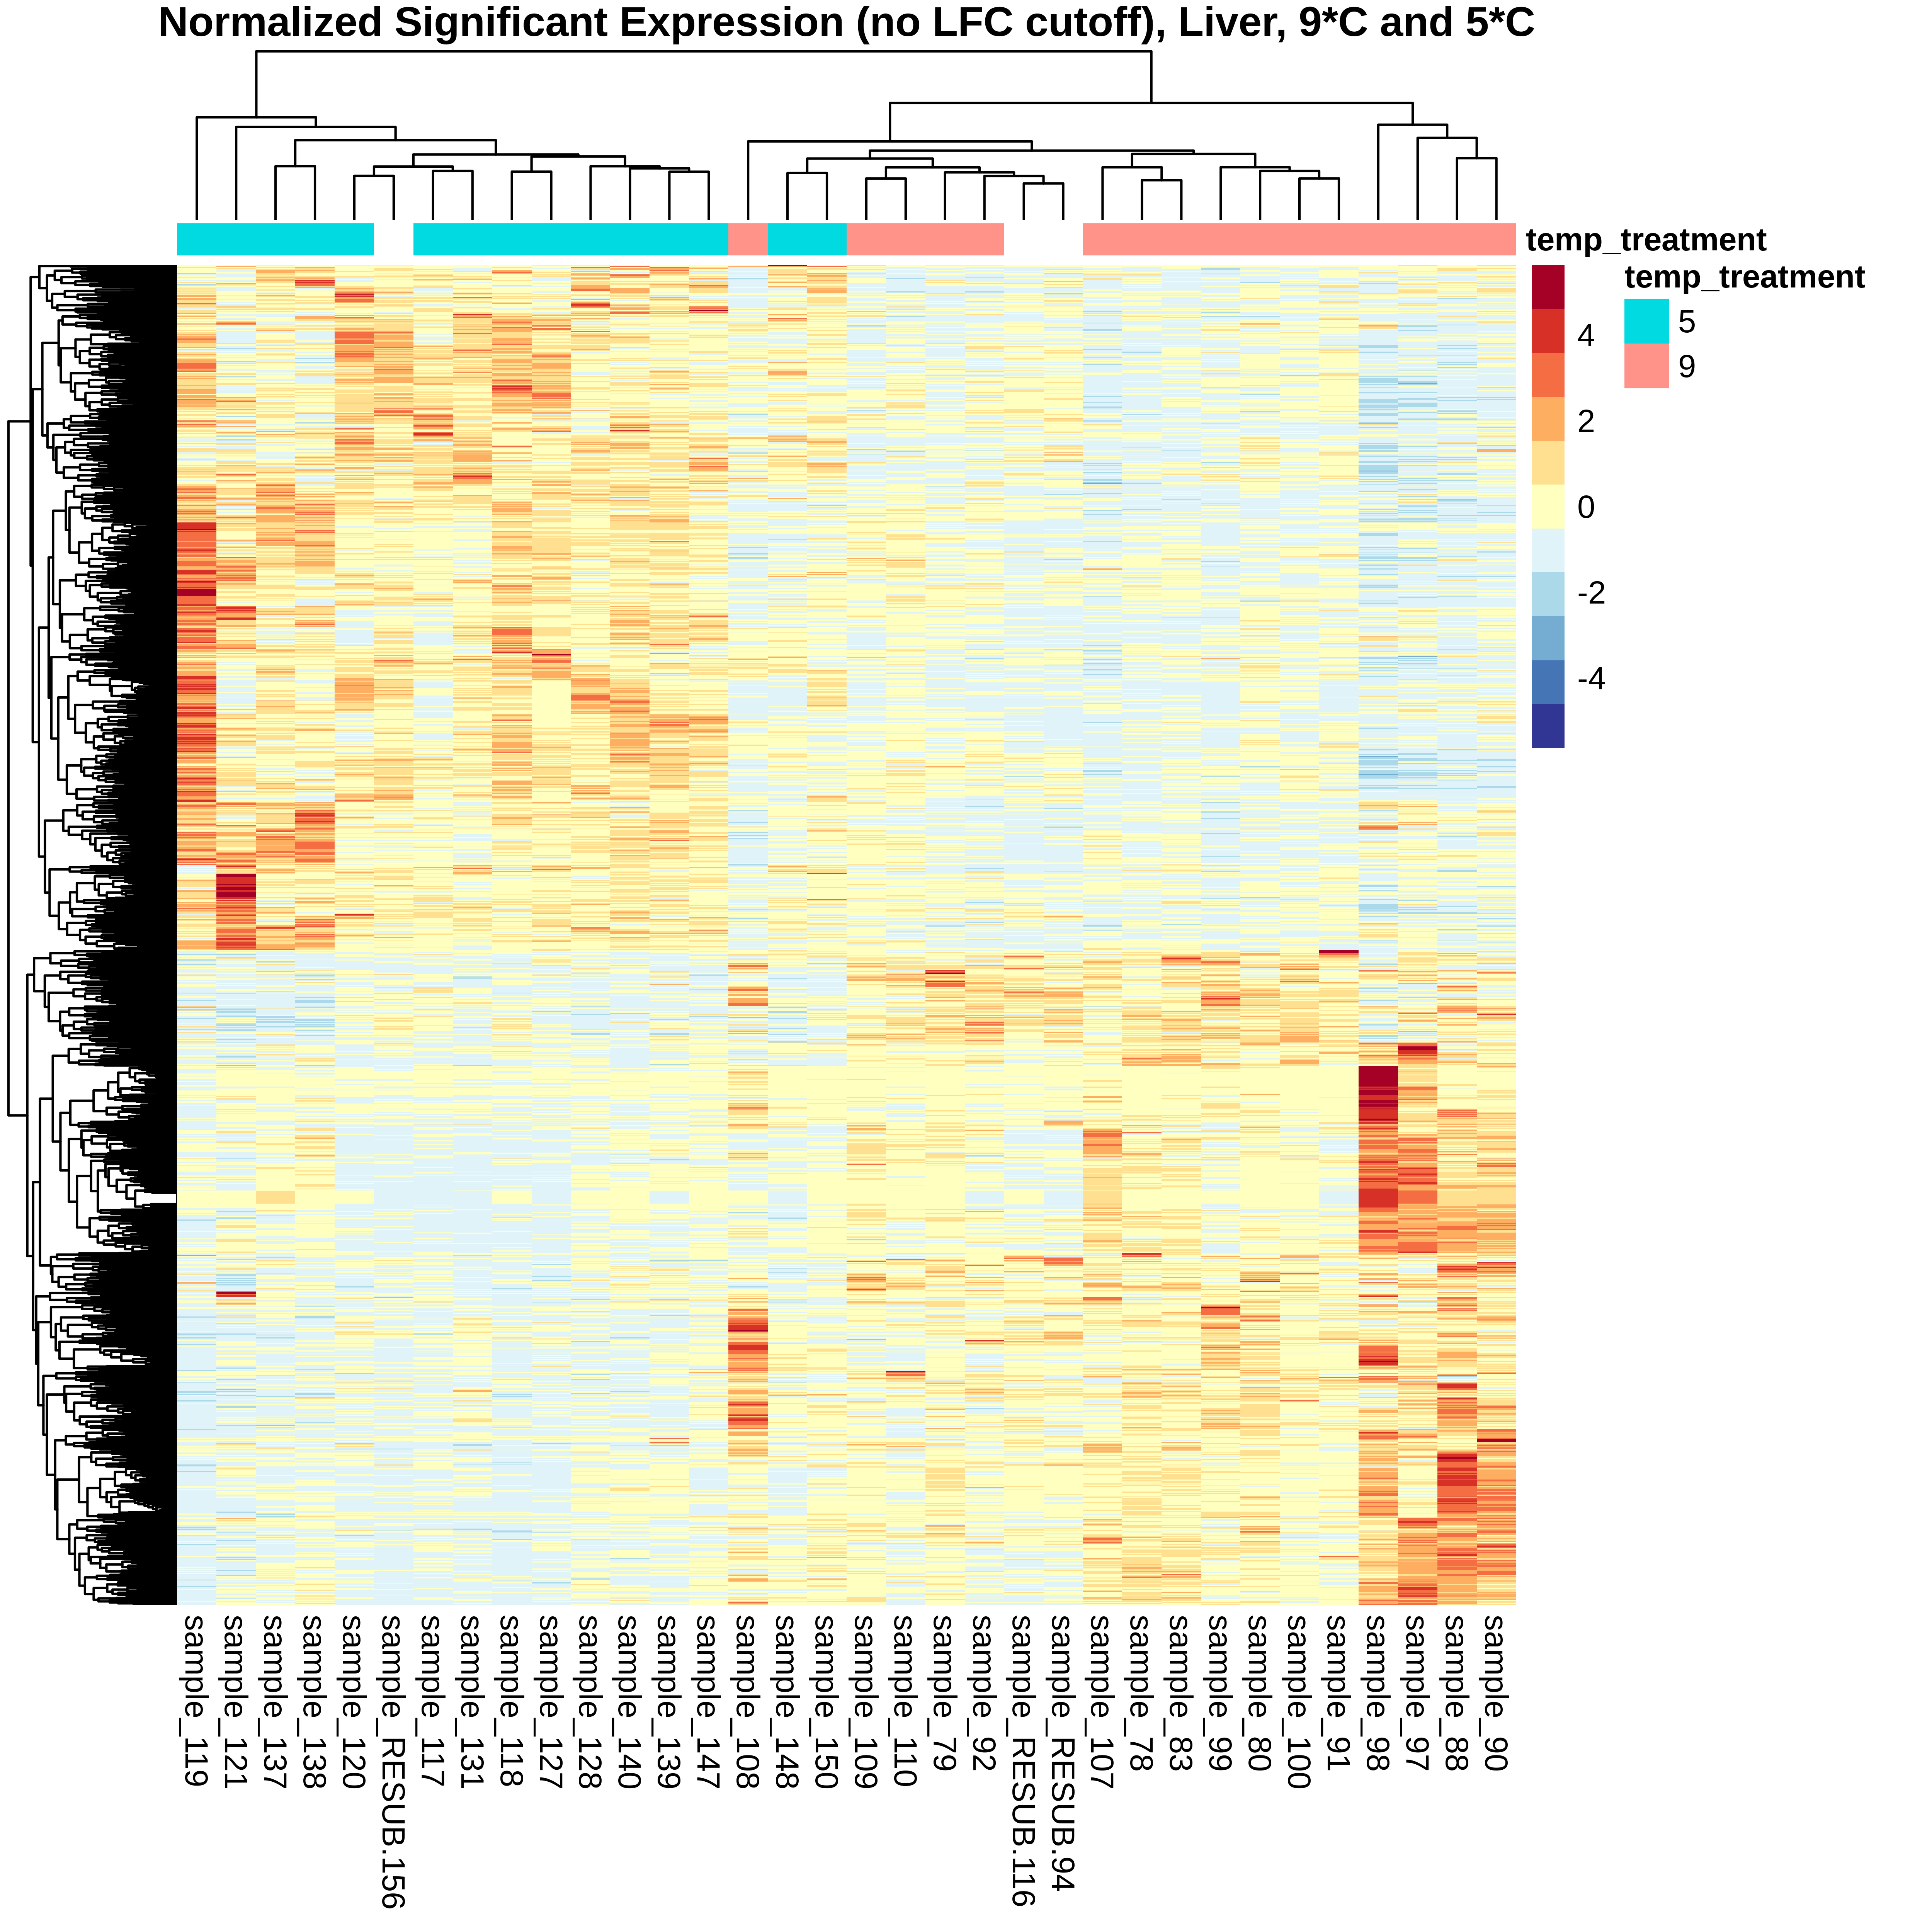 Normalized Significant Expression (no LFC cutoff), Liver, 9*C and 5*C
temp_treatment
temp_treatment
5
9
4
2
0
-2
-4
sample_119
sample_121
sample_137
sample_138
sample_120
sample_RESUB.156
sample_117
sample_131
sample_118
sample_127
sample_128
sample_140
sample_139
sample_147
sample_108
sample_148
sample_150
sample_109
sample_110
sample_79
sample_92
sample_RESUB.116
sample_RESUB.94
sample_107
sample_78
sample_83
sample_99
sample_80
sample_100
sample_91
sample_98
sample_97
sample_88
sample_90